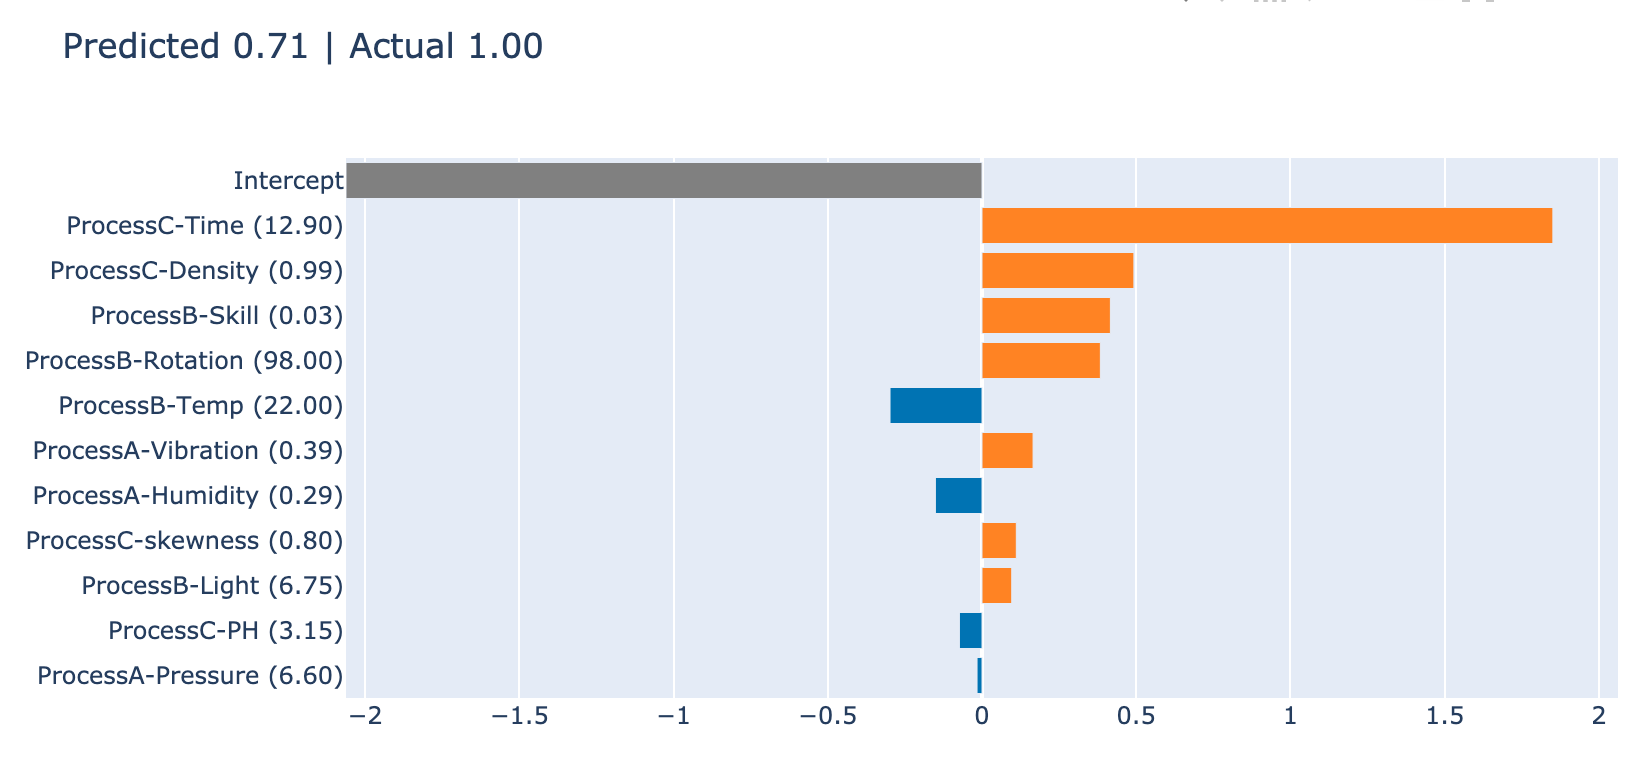 Predicted 0.71 | Actual 1.00
Intercept
ProcessC-Time (12.90)
ProcessC-Density (0.99)
ProcessB-Skill (0.03)
ProcessB-Rotation (98.00)
ProcessB-Temp (22.00)
ProcessA-Vibration (0.39)
ProcessA-Humidity (0.29)
ProcessC-skewness (0.80)
ProcessB-Light (6.75)
ProcessC-PH (3.15)
ProcessA-Pressure (6.60)
−2 −1.5 −1 −0.5 0 0.5 1 1.5 2